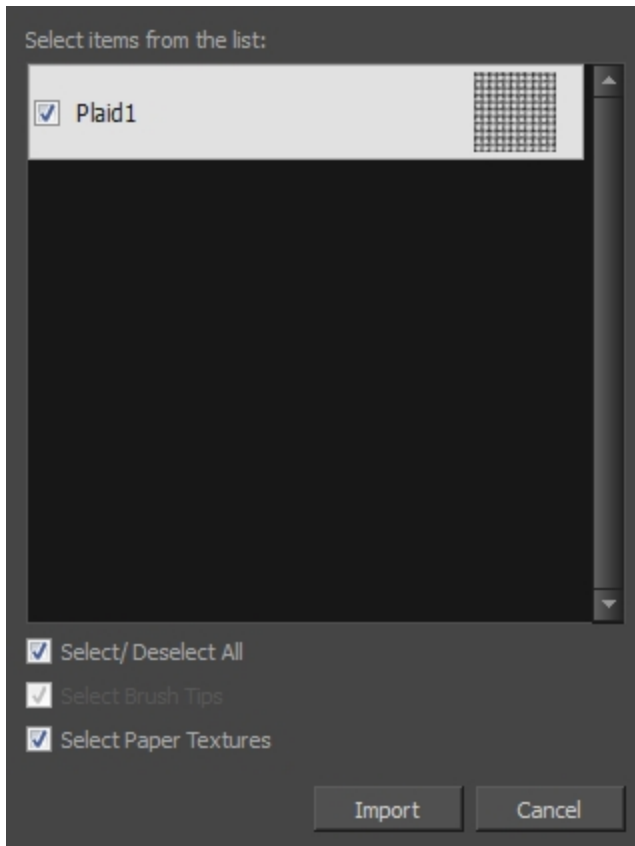 Select items from the list:
Plaid1
Select/ Deselect All
Select Brush Tips
Select Paper Textures
Import Cancel